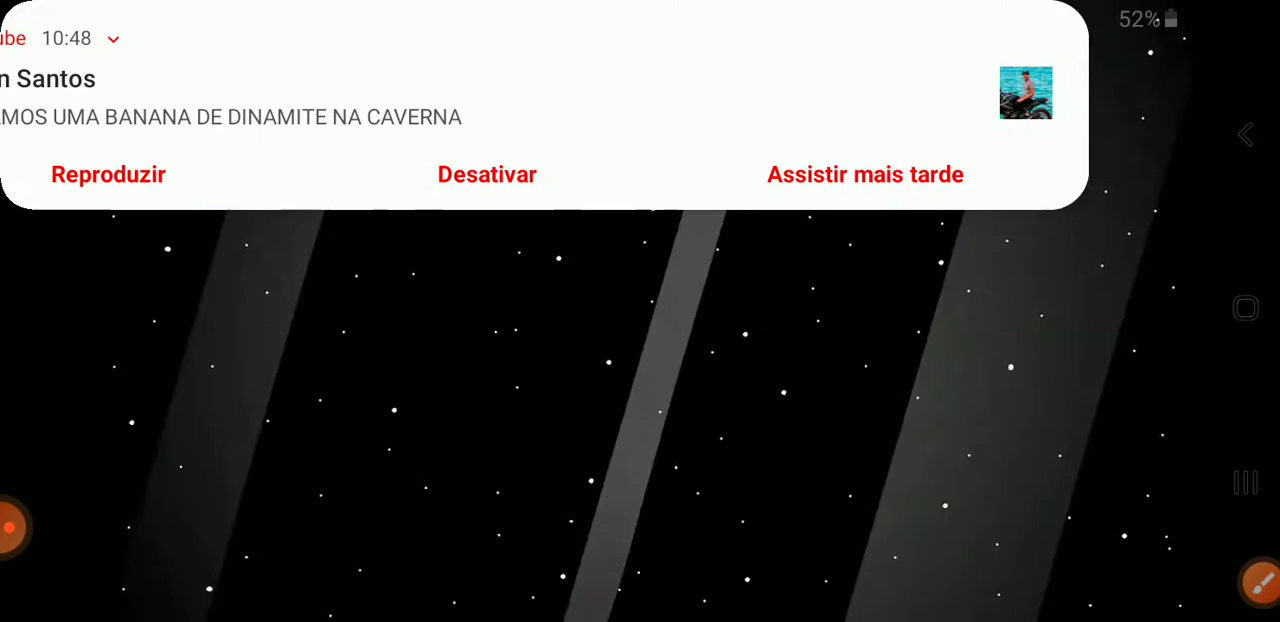 ube 10:48
52%
n Santos
AMOS UMA BANANA DE DINAMITE NA CAVERNA
Reproduzir Desativar Assistir mais tarde